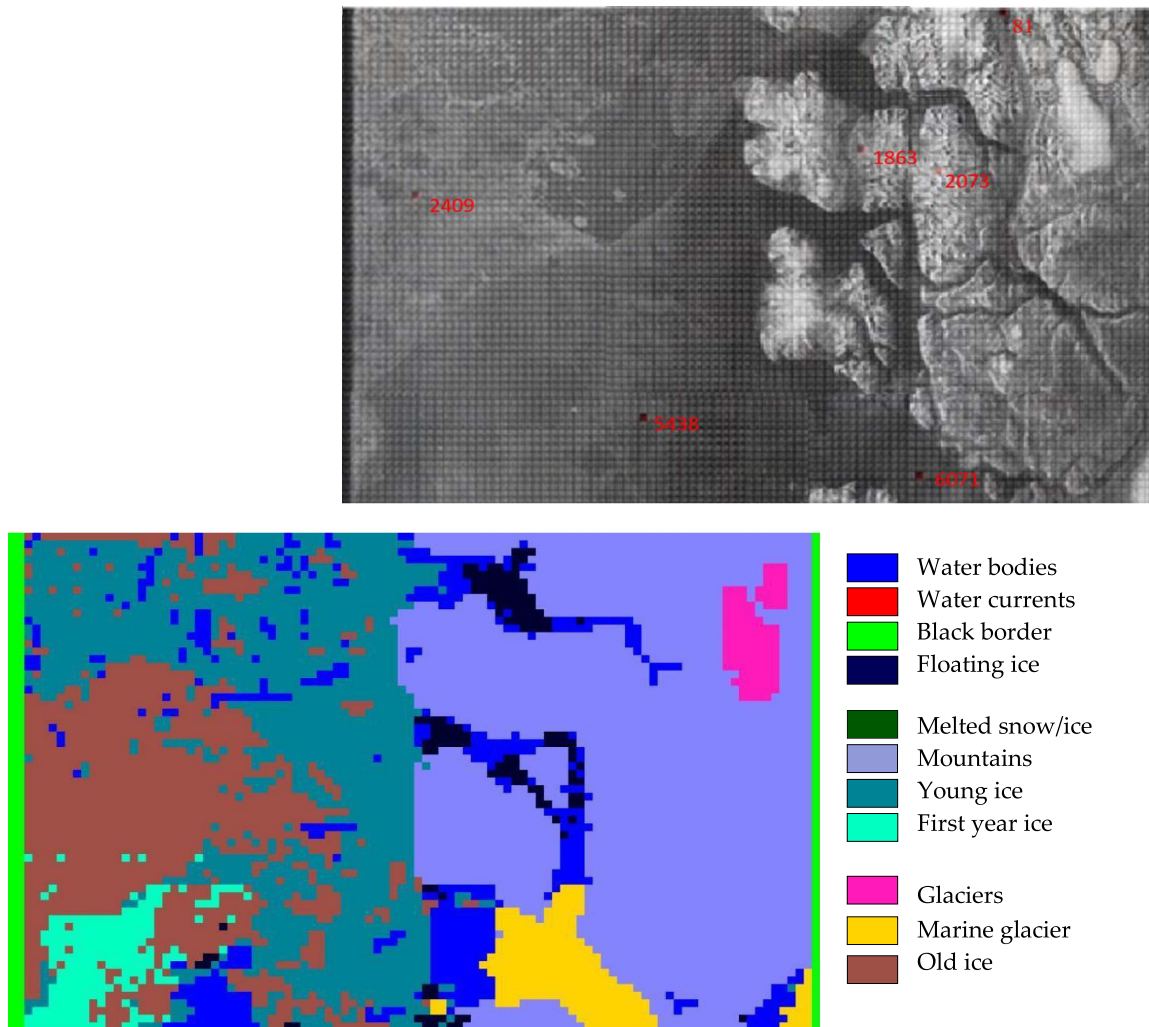 81
1863
2073
2409
5438
6071
Water bodies
Water currents
Black border
Floating ice
Melted snow/ice
Mountains
Young ice
First year ice
Glaciers
Marine glacier
Old ice